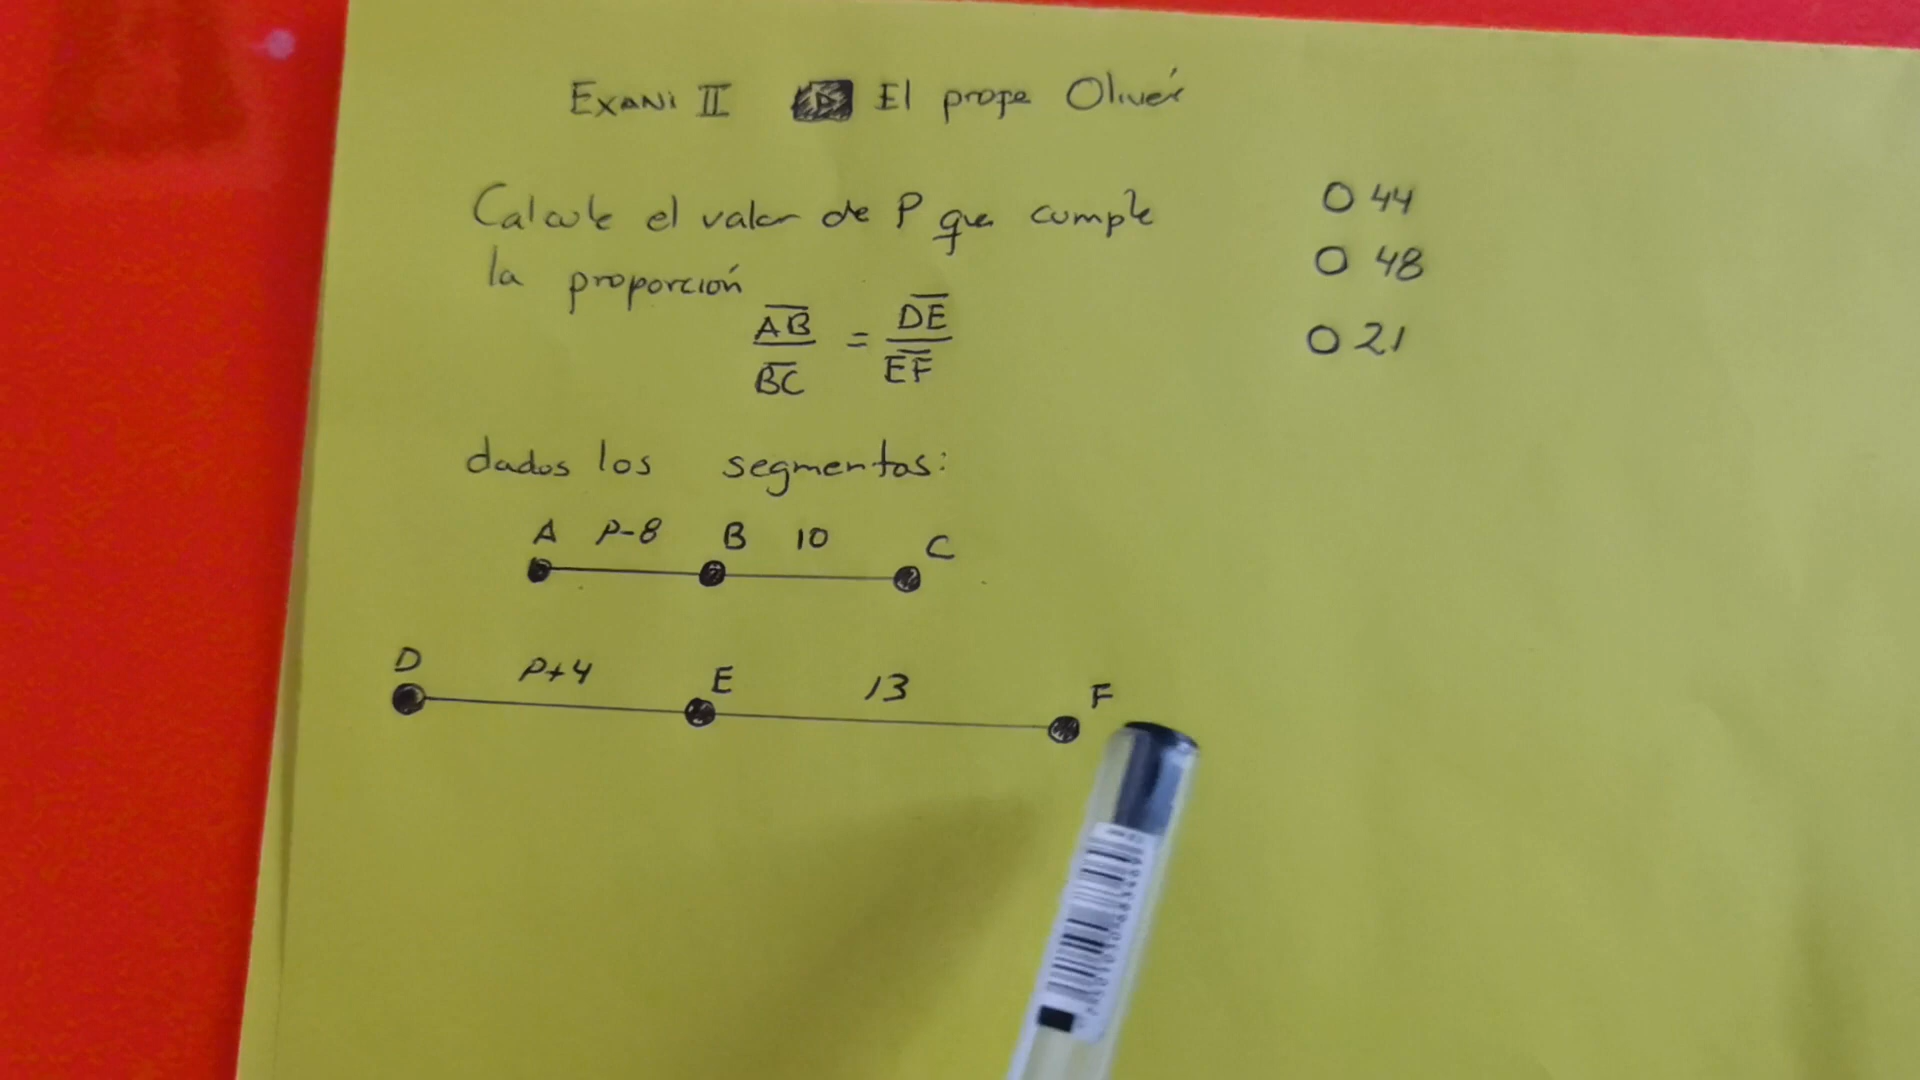 EXANI II El profe Oliver
Calcule el valor de P que cumple
la proporción
AB = DE
BC EF
dados los segmentos:
A P-8 B 10 C
D P+4 E 13 F
O 44
O 48
O 21